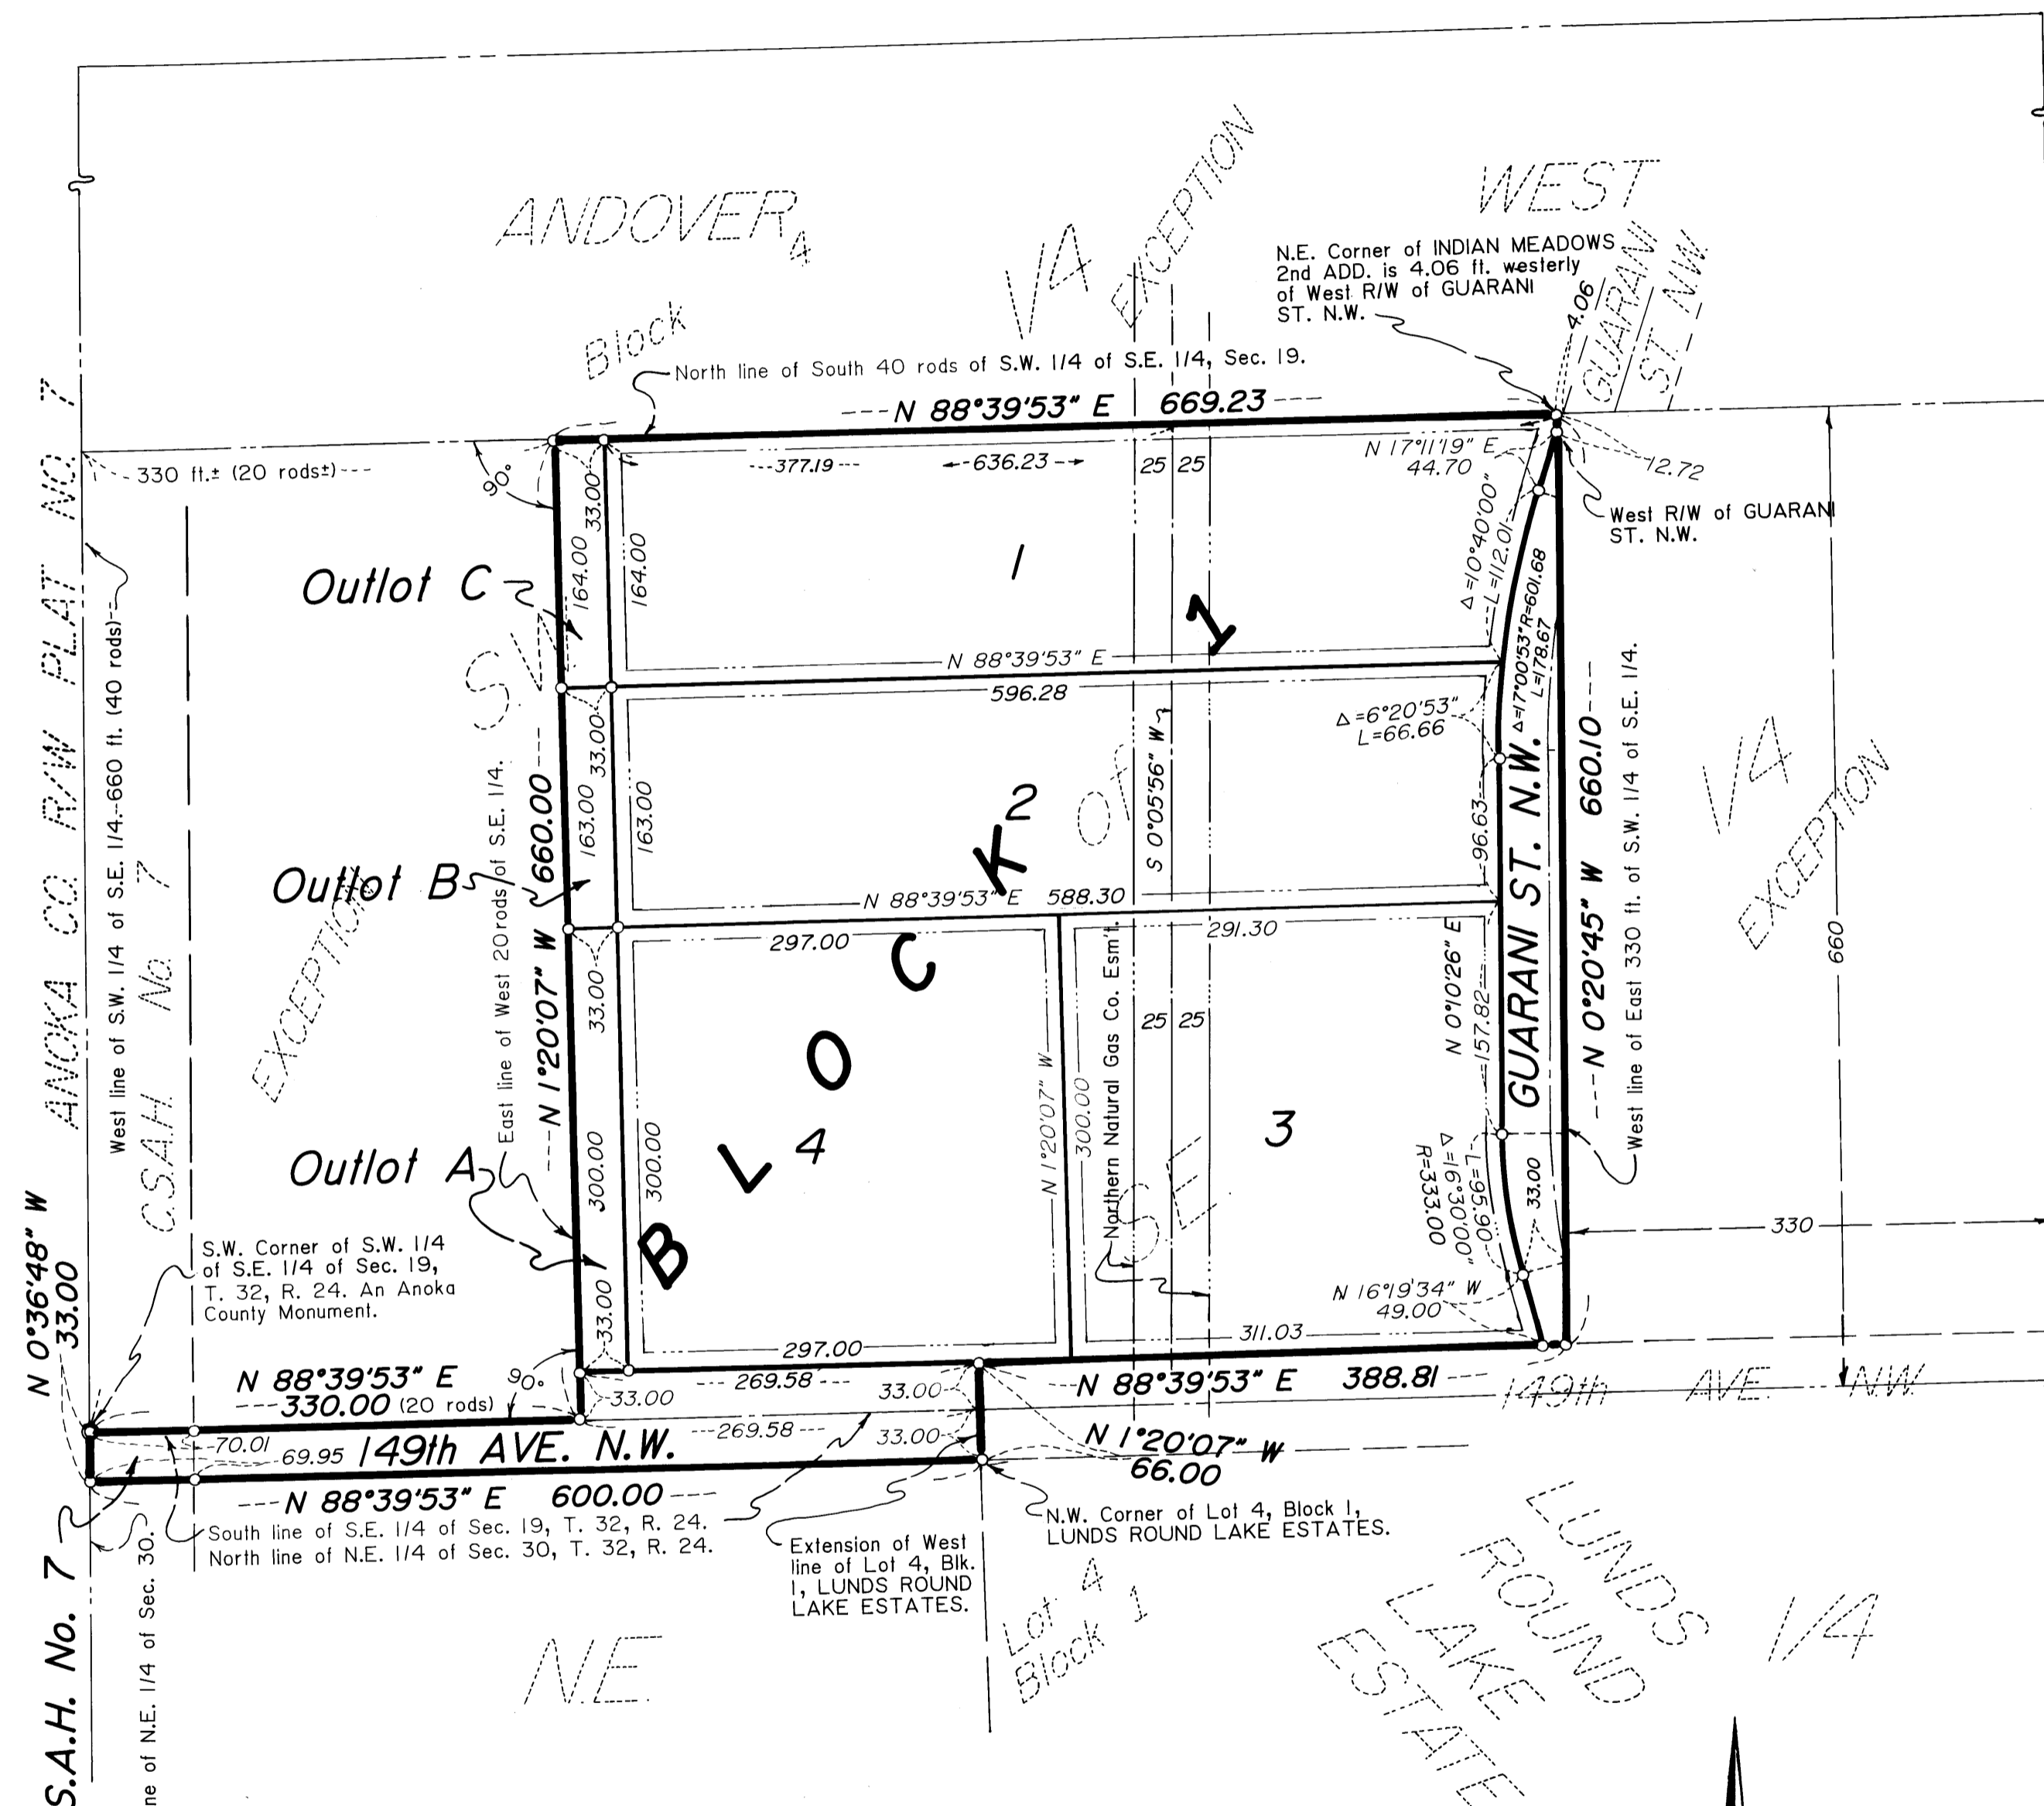 ANDOVER
4
Block
1/4
EXCEPTION
WEST
N.E. Corner of INDIAN MEADOWS
2nd ADD. is 4.06 ft. westerly
of West R/W of GUARANI
ST. N.W.
4.06
GUARANI
ST. N.W.
North line of South 40 rods of S.W. 1/4 of S.E. 1/4, Sec. 19.
N 88°39'53" E 669.23
330 ft.± (20 rods±)
90°
377.19
636.23
25 25
N 17°11'19" E
44.70
12.72
West R/W of GUARANI
ST. N.W.
ANOKA CO. R/W PLAT NO. 7
West line of S.W. 1/4 of S.E. 1/4.-660 ft. (40 rods)
C.S.A.H. No. 7
Outlot C
33.00
164.00
164.00
1
1
Δ=10°40'00"
L=112.01
Δ=17°00'53" R=601.68
L=178.67
S.W.
N 88°39'53" E
596.28
Δ=6°20'53"
L=66.66
33.00
163.00
163.00
2
K
Of
S 0°05'56" W
96.63
N 0°20'45" W 660.10
West line of East 330 ft. of S.W. 1/4 of S.E. 1/4.
1/4
EXCEPTION
660
Outlot B
EXCEPTION
East line of West 20 rods of S.E. 1/4.
N 1°20'07" W 660.00
N 88°39'53" E 588.30
297.00
291.30
33.00
C
O
L
B
4
N 1°20'07" W
300.00
Northern Natural Gas Co. Esm't.
25 25
S.E.
3
N 0°10'26" E
157.82
GUARANI ST. N.W.
Outlot A
300.00
300.00
33.00
L=95.90
Δ=16°30'00"
R=333.00
33.00
330
N 16°19'34" W
49.00
297.00
311.03
N 0°36'48" W
33.00
S.W. Corner of S.W. 1/4
of S.E. 1/4 of Sec. 19,
T. 32, R. 24. An Anoka
County Monument.
N 88°39'53" E
330.00 (20 rods)
90°
33.00
269.58
33.00
N 88°39'53" E 388.81
149th AVE. N.W.
70.01
69.95
149th AVE. N.W.
269.58
33.00
N 1°20'07" W
66.00
N 88°39'53" E 600.00
South line of S.E. 1/4 of Sec. 19, T. 32, R. 24.
North line of N.E. 1/4 of Sec. 30, T. 32, R. 24.
Extension of West
line of Lot 4, Blk.
1, LUNDS ROUND
LAKE ESTATES.
N.W. Corner of Lot 4, Block 1,
LUNDS ROUND LAKE ESTATES.
S.A.H. No. 7
ne of N.E. 1/4 of Sec. 30.
N.E.
Lot 4
Block 1
LUNDS
ROUND
LAKE
ESTATE
1/4